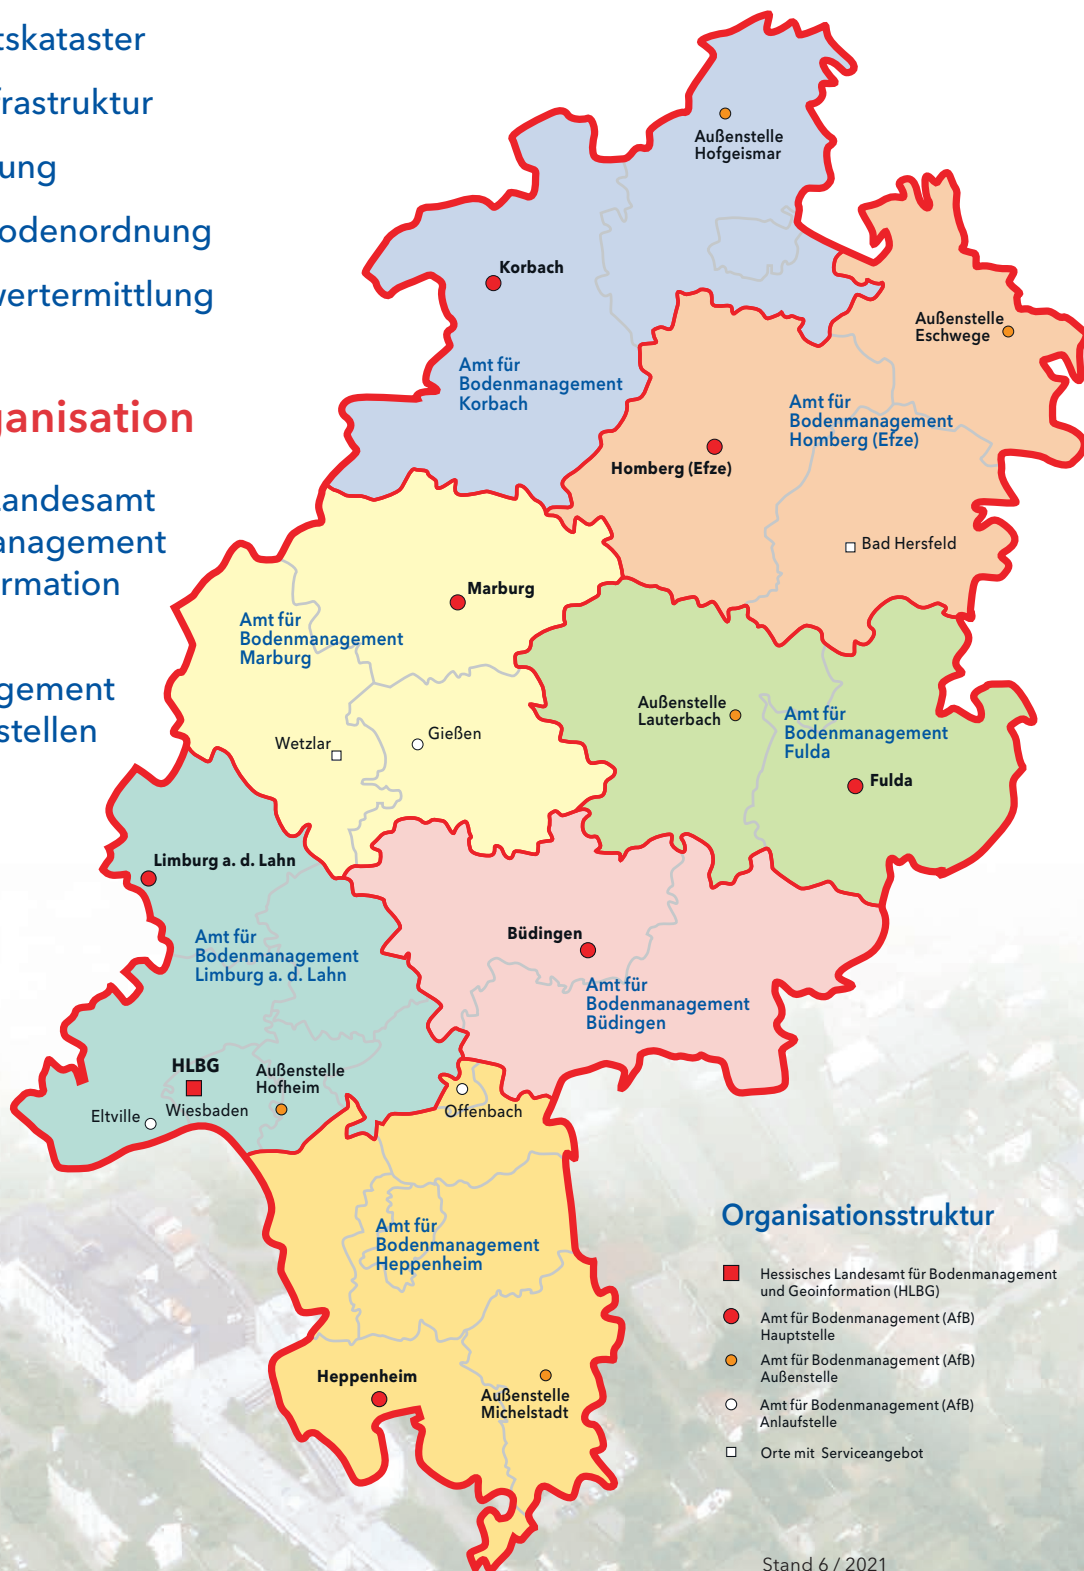 tskataster
frastruktur
ung
odenordnung
vertermittlung
ganisation
Landesamt
anagement
rmation
gement
stellen
Außenstelle
Hofgeismar
Korbach
Amt für
Bodenmanagement
Korbach
Außenstelle
Eschwege
Amt für
Bodenmanagement
Homberg (Efze)
Homberg (Efze)
Bad Hersfeld
Marburg
Amt für
Bodenmanagement
Marburg
Wetzlar
Gießen
Außenstelle
Lauterbach
Amt für
Bodenmanagement
Fulda
Fulda
Limburg a. d. Lahn
Amt für
Bodenmanagement
Limburg a. d. Lahn
Büdingen
Amt für
Bodenmanagement
Büdingen
HLBG
Wiesbaden
Außenstelle
Hofheim
Eltville
Offenbach
Amt für
Bodenmanagement
Heppenheim
Heppenheim
Außenstelle
Michelstadt
Organisationsstruktur
Hessisches Landesamt für Bodenmanagement
und Geoinformation (HLBG)
Amt für Bodenmanagement (AfB)
Hauptstelle
Amt für Bodenmanagement (AfB)
Außenstelle
Amt für Bodenmanagement (AfB)
Anlaufstelle
Orte mit Serviceangebot
Stand 6 / 2021